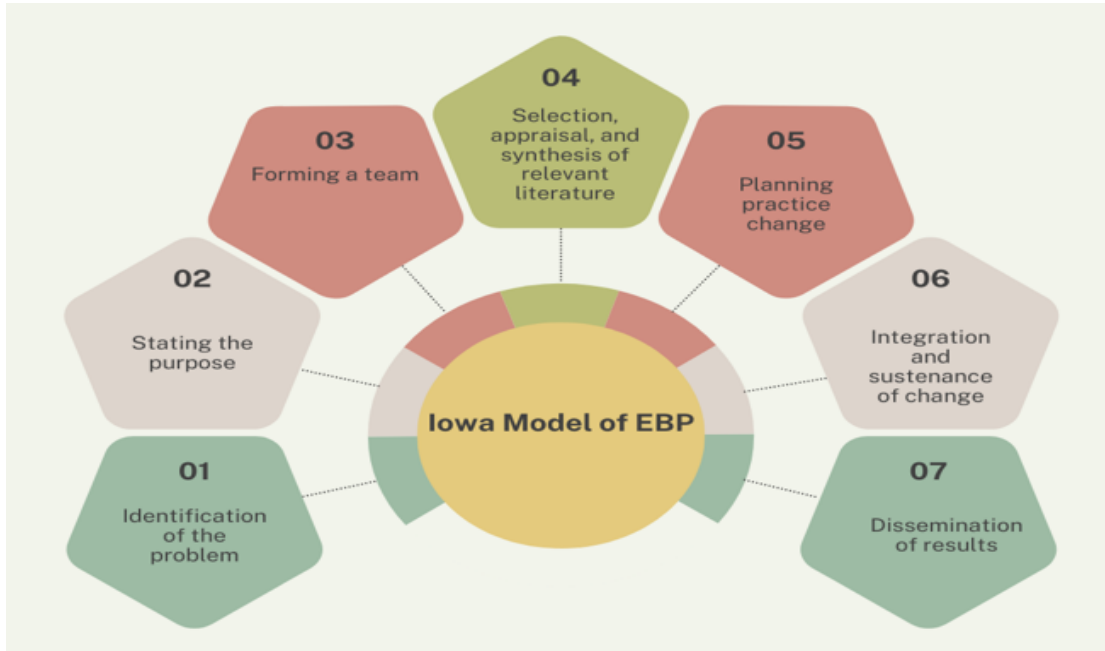 01
Identification
of the
problem
02
Stating the
purpose
03
Forming a team
04
Selection,
appraisal, and
synthesis of
relevant
literature
05
Planning
practice
change
06
Integration
and
sustenance
of change
07
Dissemination
of results
Iowa Model of EBP